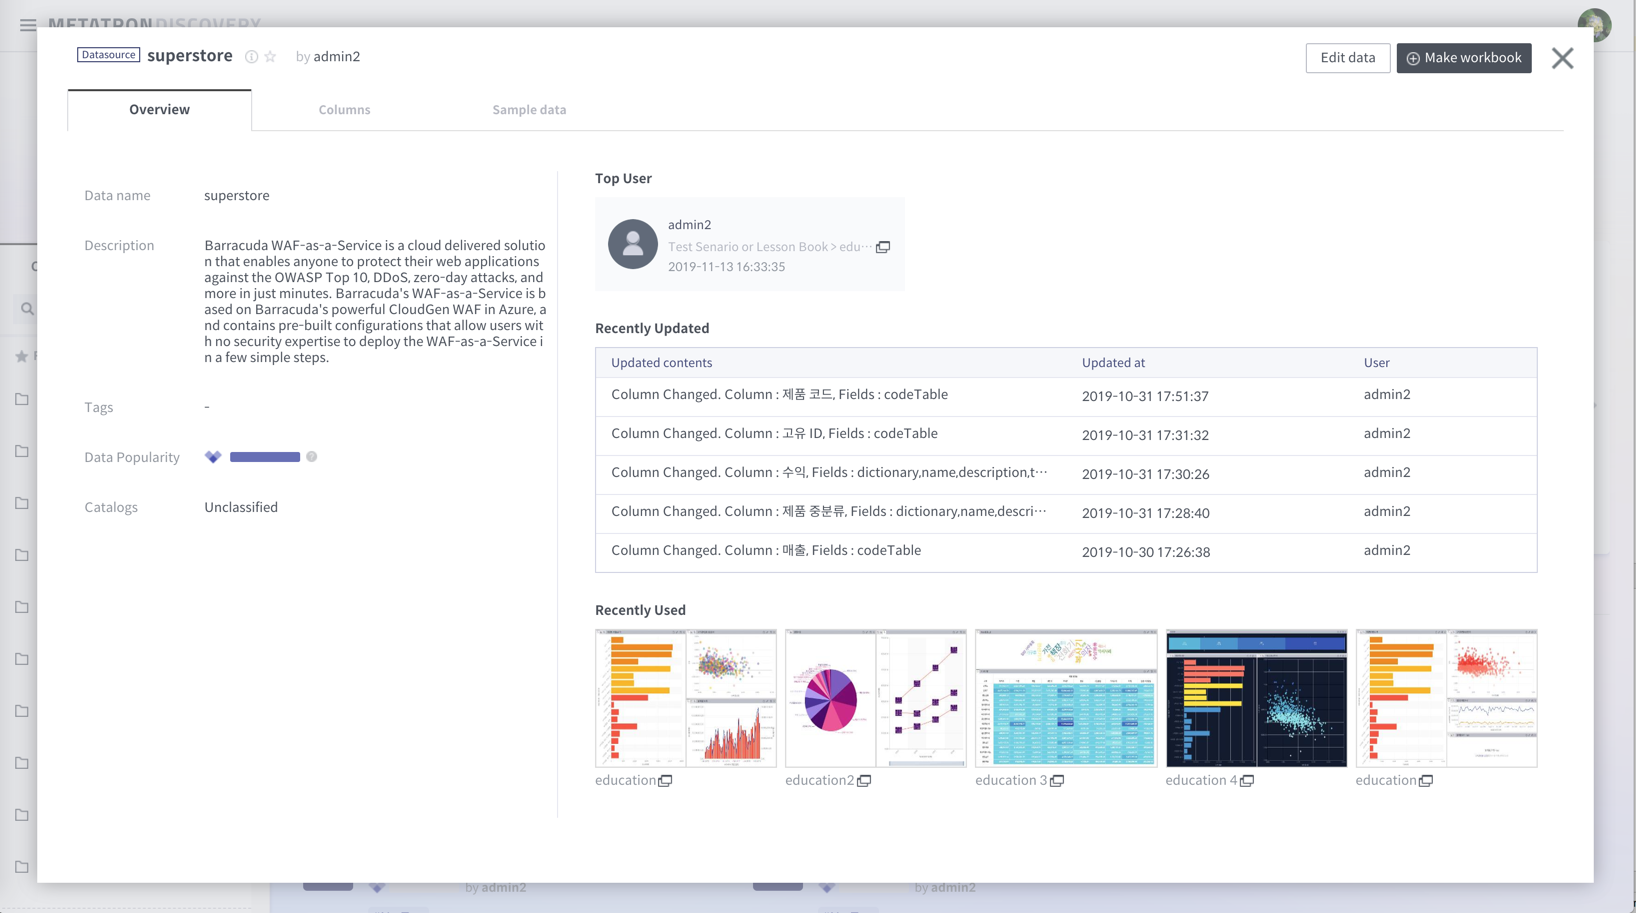 METATRON DISCOVERY
Datasource superstore by admin2
Edit data
Make workbook
Overview
Columns
Sample data
Data name superstore
Description
Barracuda WAF-as-a-Service is a cloud delivered solutio
n that enables anyone to protect their web applications
against the OWASP Top 10, DDoS, zero-day attacks, and
more in just minutes. Barracuda's WAF-as-a-Service is b
ased on Barracuda's powerful CloudGen WAF in Azure, a
nd contains pre-built configurations that allow users wit
h no security expertise to deploy the WAF-as-a-Service i
n a few simple steps.
Tags -
Data Popularity
Catalogs Unclassified
Top User
admin2
Test Senario or Lesson Book > edu···
2019-11-13 16:33:35
Recently Updated
Updated contents Updated at User
Column Changed. Column : 제품 코드, Fields : codeTable 2019-10-31 17:51:37 admin2
Column Changed. Column : 고유 ID, Fields : codeTable 2019-10-31 17:31:32 admin2
Column Changed. Column : 수익, Fields : dictionary,name,description,t··· 2019-10-31 17:30:26 admin2
Column Changed. Column : 제품 중분류, Fields : dictionary,name,descri··· 2019-10-31 17:28:40 admin2
Column Changed. Column : 매출, Fields : codeTable 2019-10-30 17:26:38 admin2
Recently Used
education
education2
education 3
education 4
education
by admin2
by admin2